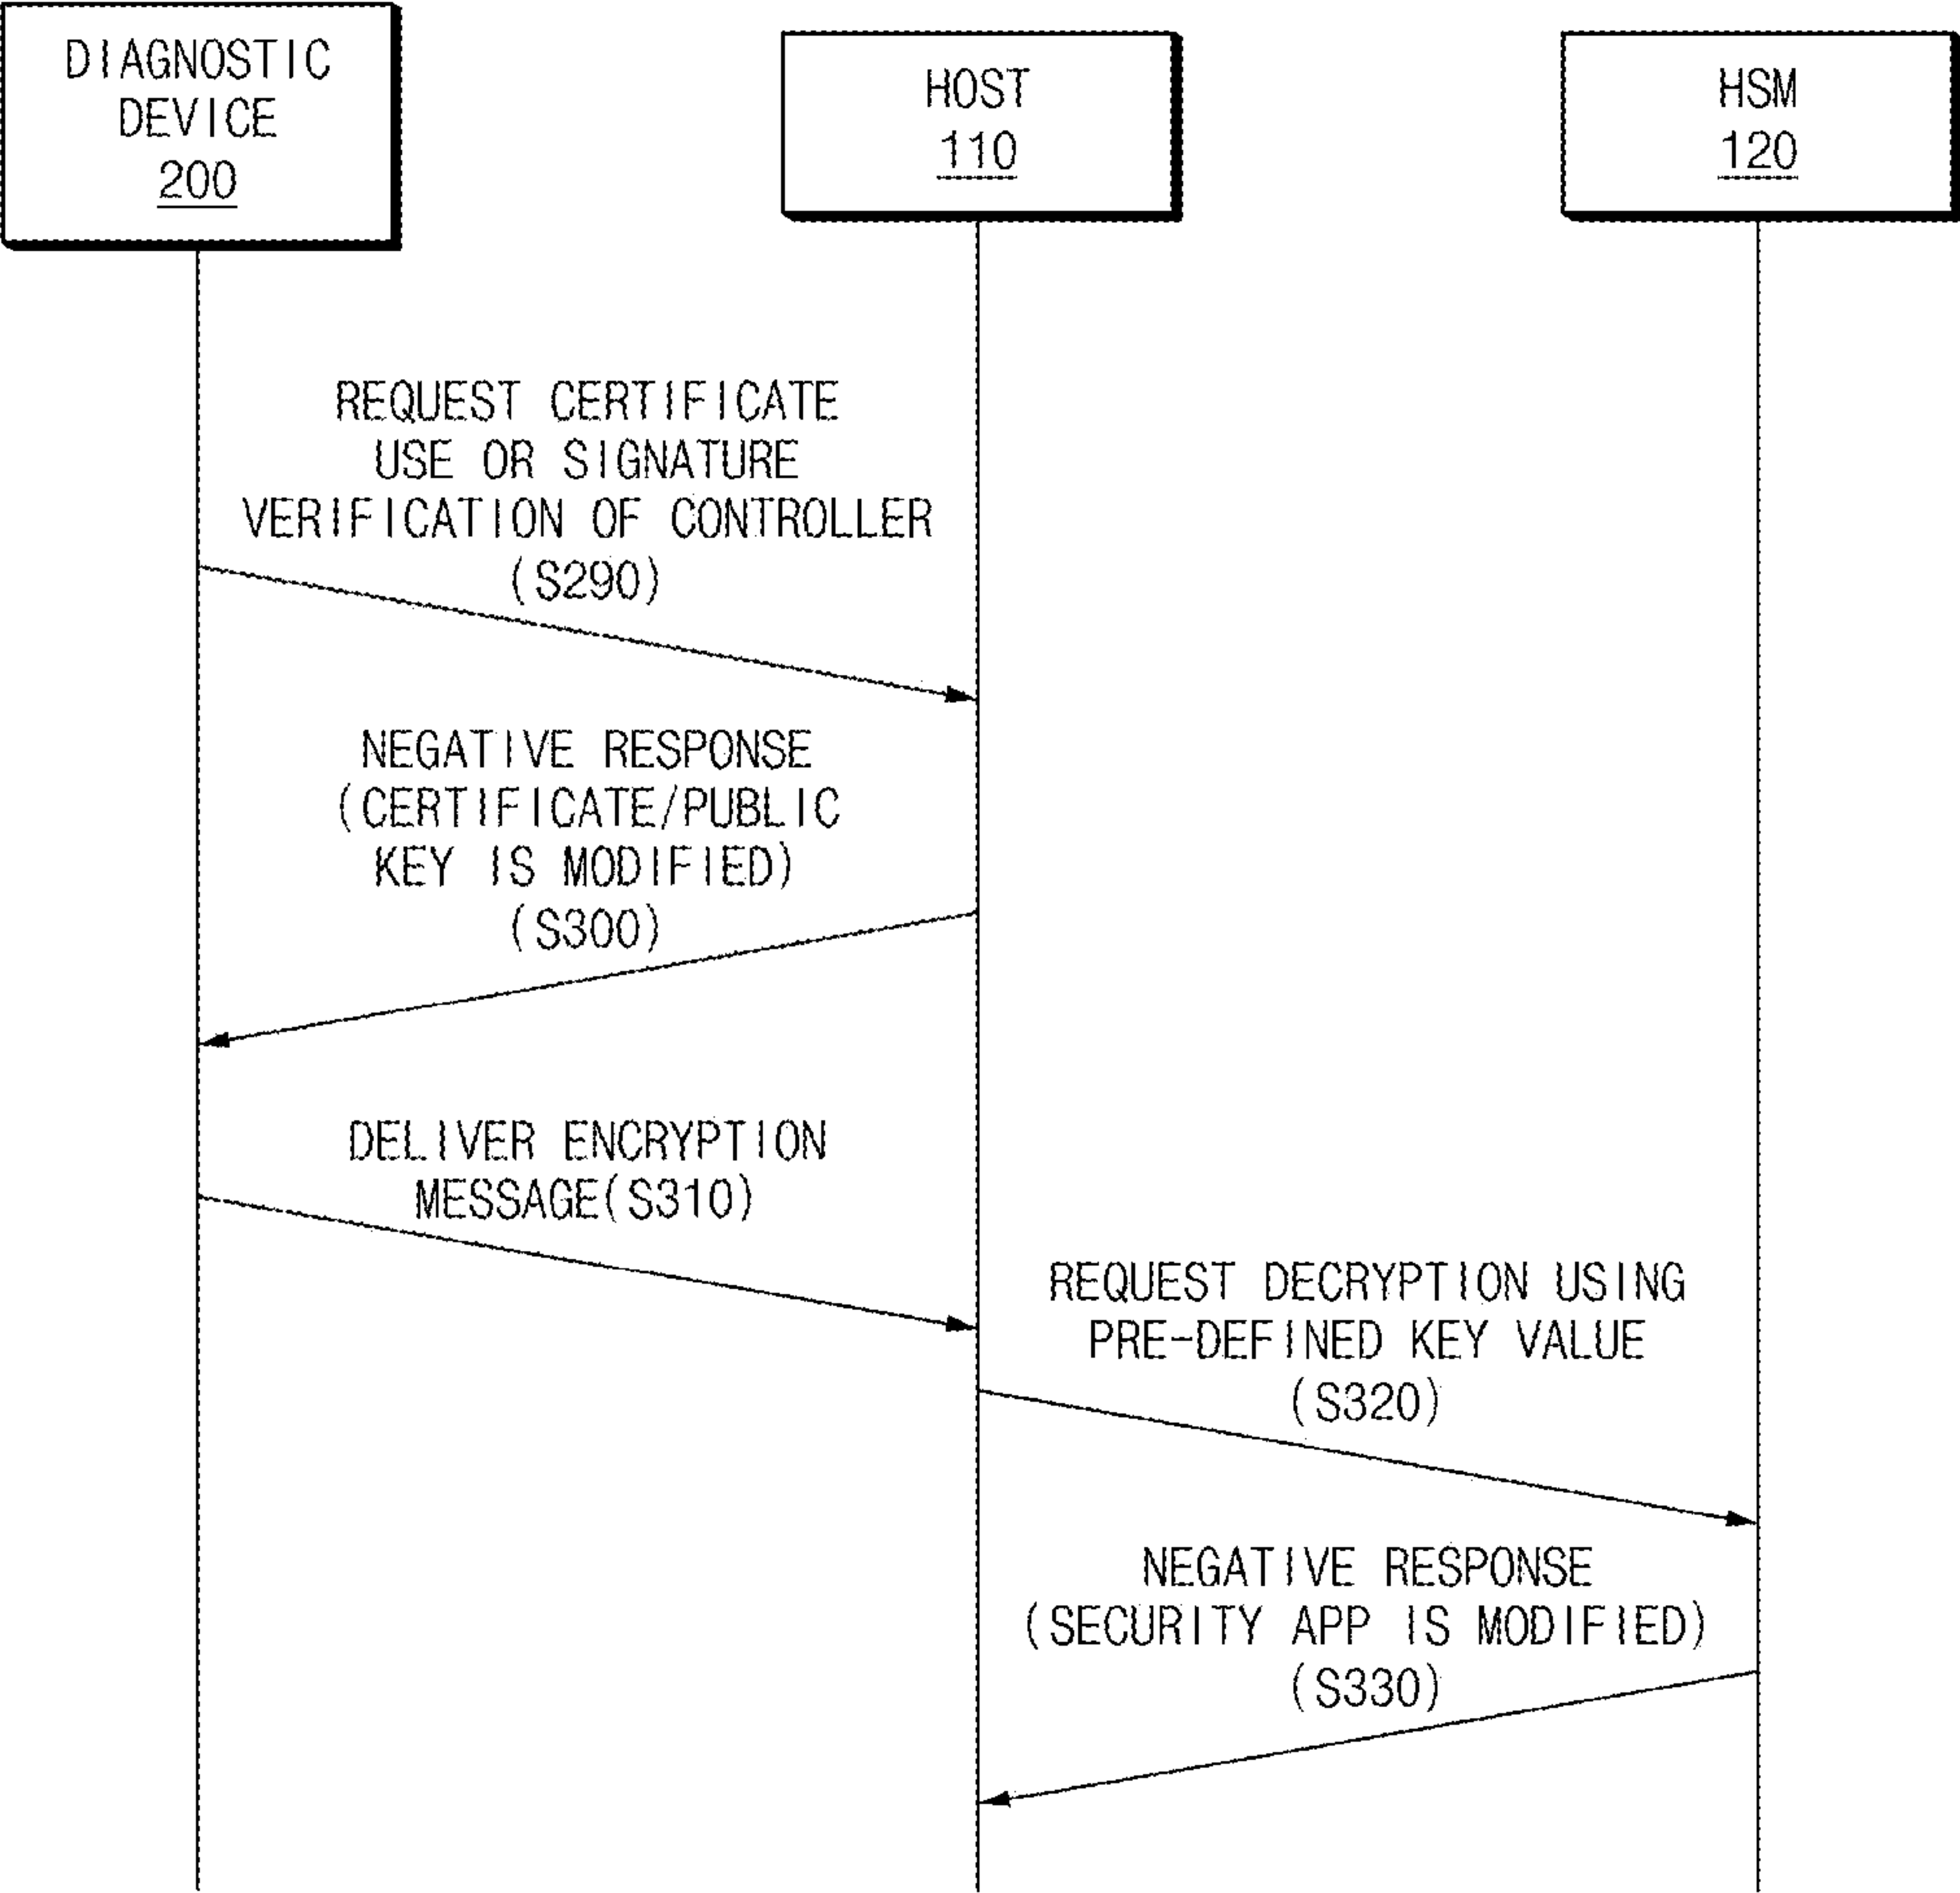 DIAGNOSTIC
DEVICE
200
HOST
110
HSM
120
REQUEST CERTIFICATE
USE OR SIGNATURE
VERIFICATION OF CONTROLLER
(S290)
NEGATIVE RESPONSE
(CERTIFICATE/PUBLIC
KEY IS MODIFIED)
(S300)
DELIVER ENCRYPTION
MESSAGE(S310)
REQUEST DECRYPTION USING
PRE-DEFINED KEY VALUE
(S320)
NEGATIVE RESPONSE
(SECURITY APP IS MODIFIED)
(S330)